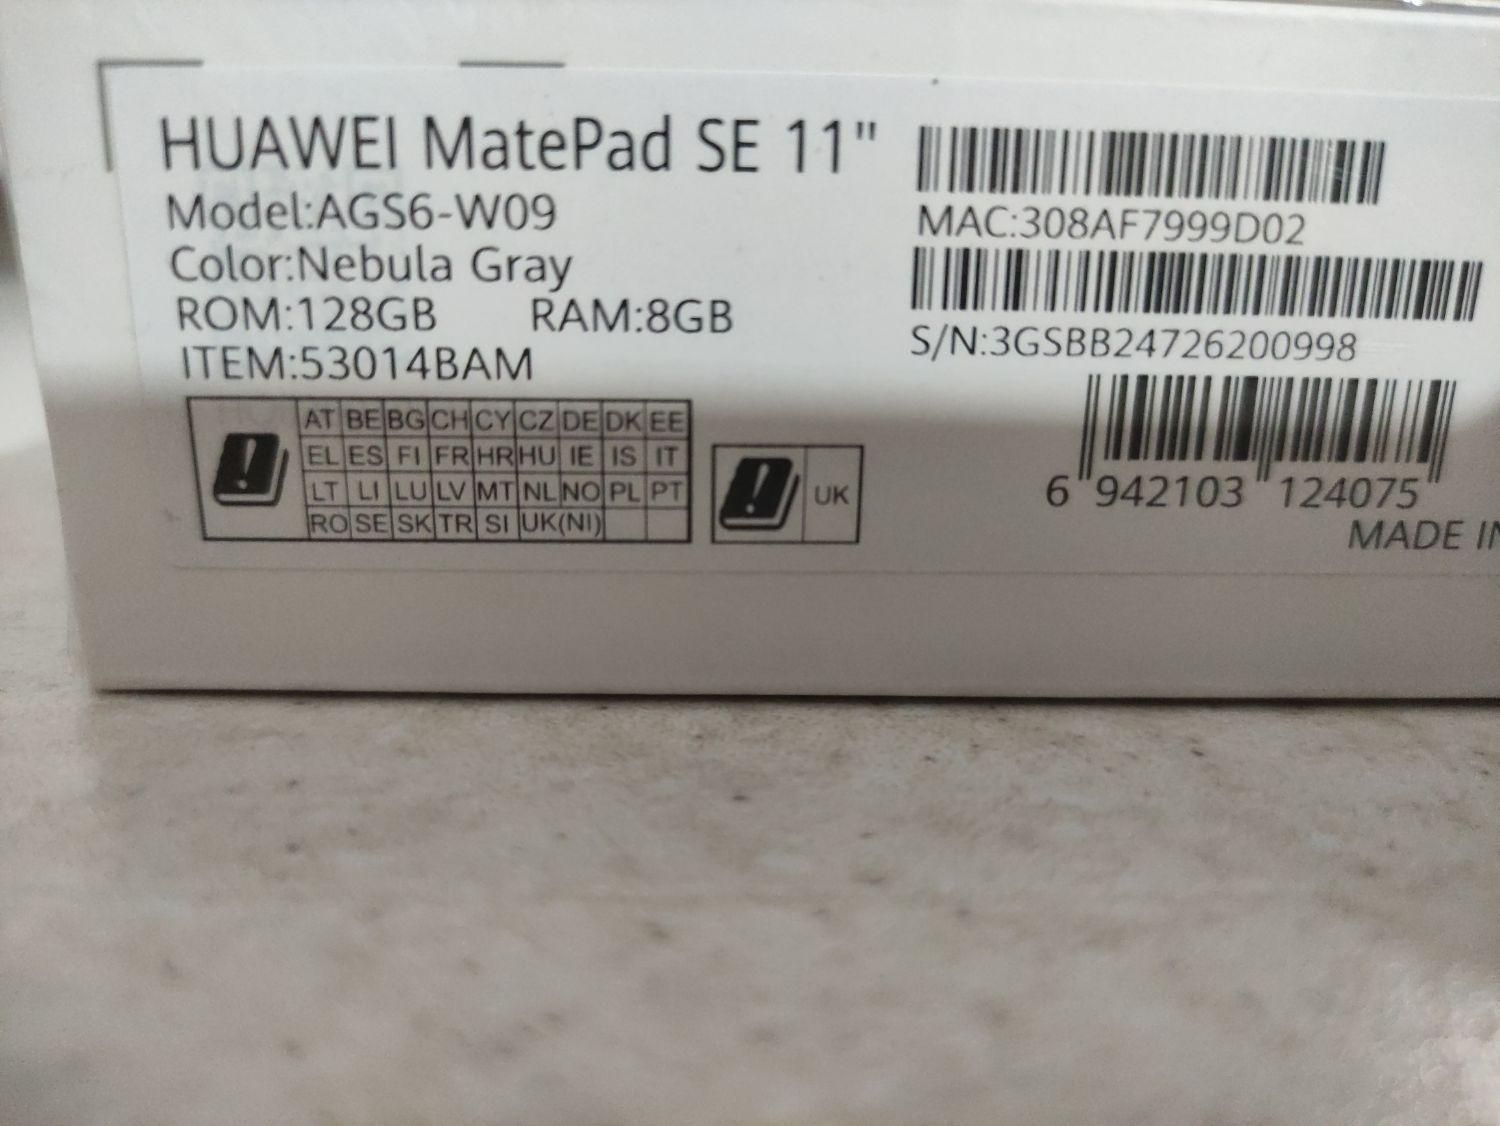 HUAWEI MatePad SE 11"
Model:AGS6-W09
Color:Nebula Gray
ROM:128GB RAM:8GB
ITEM:53014BAM
AT BE BG CH CY CZ DE DK EE
EL ES FI FR HR HU IE IS IT
LT LI LU LV MT NL NO PL PT
RO SE SK TR SI UK(NI)
UK
MAC:308AF7999D02
S/N:3GSBB24726200998
6 942103 124075
MADE IN